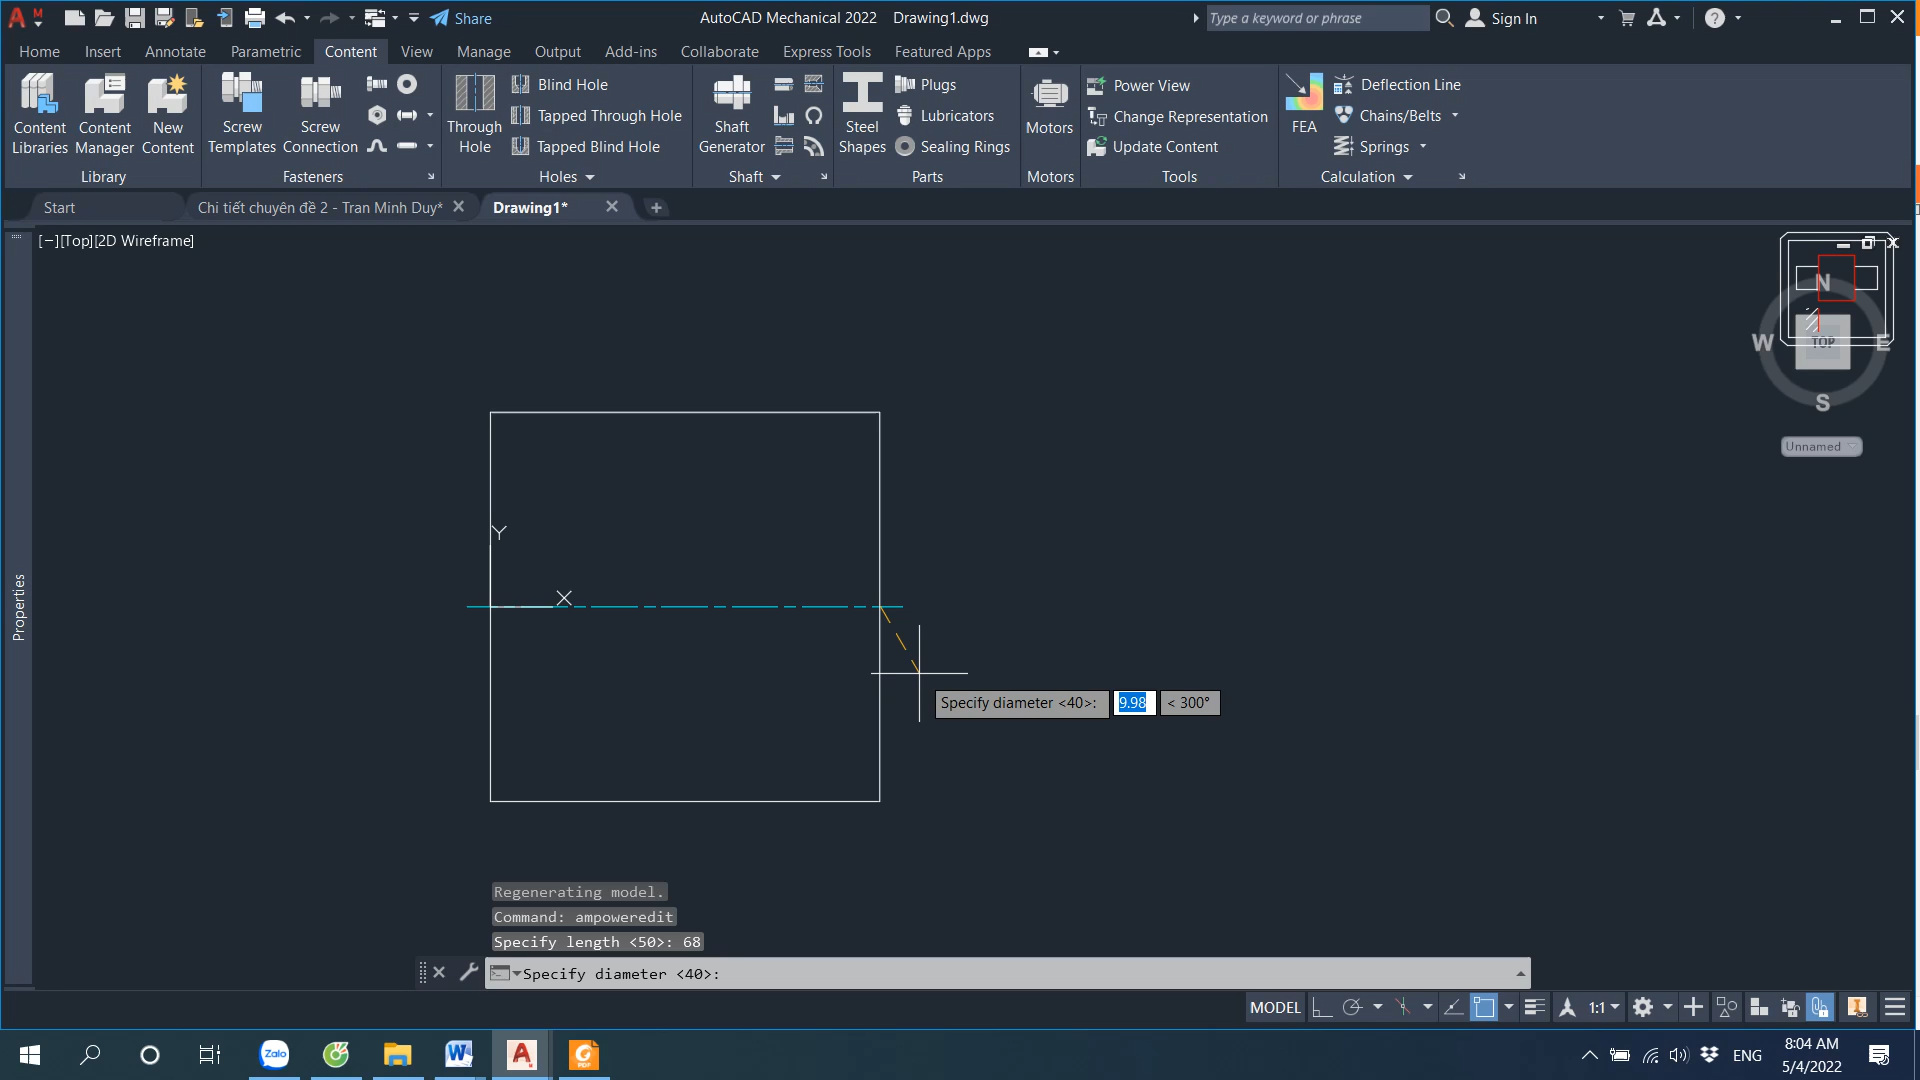 Share
AutoCAD Mechanical 2022 Drawing1.dwg
Type a keyword or phrase
Sign In
Home Insert Annotate Parametric Content View Manage Output Add-ins Collaborate Express Tools Featured Apps
Content Libraries
Content Manager
New Content
Library
Screw Templates
Screw Connection
Fasteners
Through Hole
Blind Hole
Tapped Through Hole
Tapped Blind Hole
Holes
Shaft Generator
Shaft
Steel Shapes
Plugs
Lubricators
Sealing Rings
Parts
Motors
Motors
Power View
Change Representation
Update Content
Tools
FEA
Deflection Line
Chains/Belts
Springs
Calculation
Start
Chi tiết chuyên đề 2 - Tran Minh Duy*
Drawing1*
[−][Top][2D Wireframe]
N
W
TOP
E
S
Unnamed
Properties
Y
X
Specify diameter <40>: 9.98 < 300°
Regenerating model.
Command: ampoweredit
Specify length <50>: 68
Specify diameter <40>:
MODEL
1:1
Zalo
ENG
8:04 AM
5/4/2022